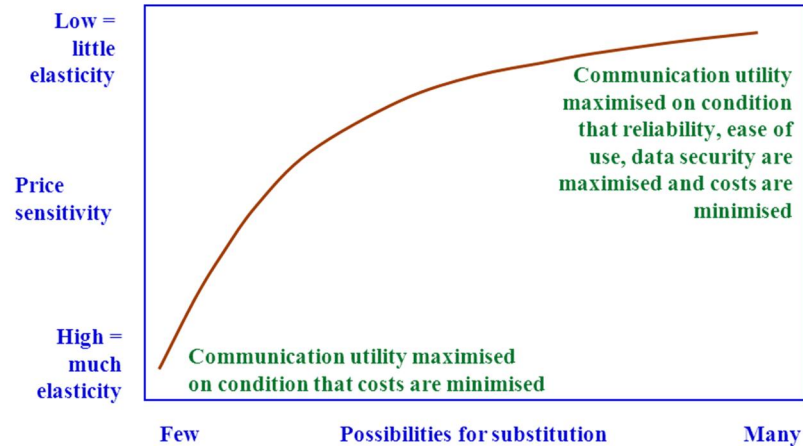 Low =
little
elasticity
Communication utility
maximised on condition
that reliability, ease of
use, data security are
maximised and costs are
minimised
Price
sensitivity
High =
much
elasticity
Communication utility maximised
on condition that costs are minimised
Few
Possibilities for substitution
Many